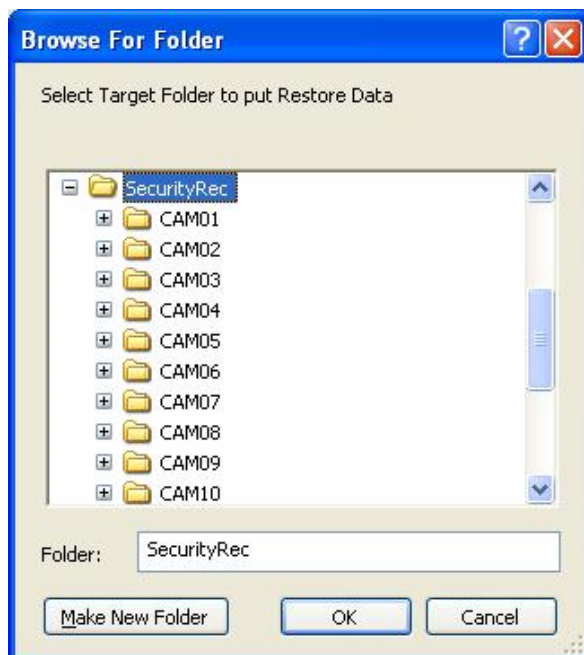 Browse For Folder
Select Target Folder to put Restore Data
SecurityRec
CAM01
CAM02
CAM03
CAM04
CAM05
CAM06
CAM07
CAM08
CAM09
CAM10
Folder: SecurityRec
Make New Folder OK Cancel